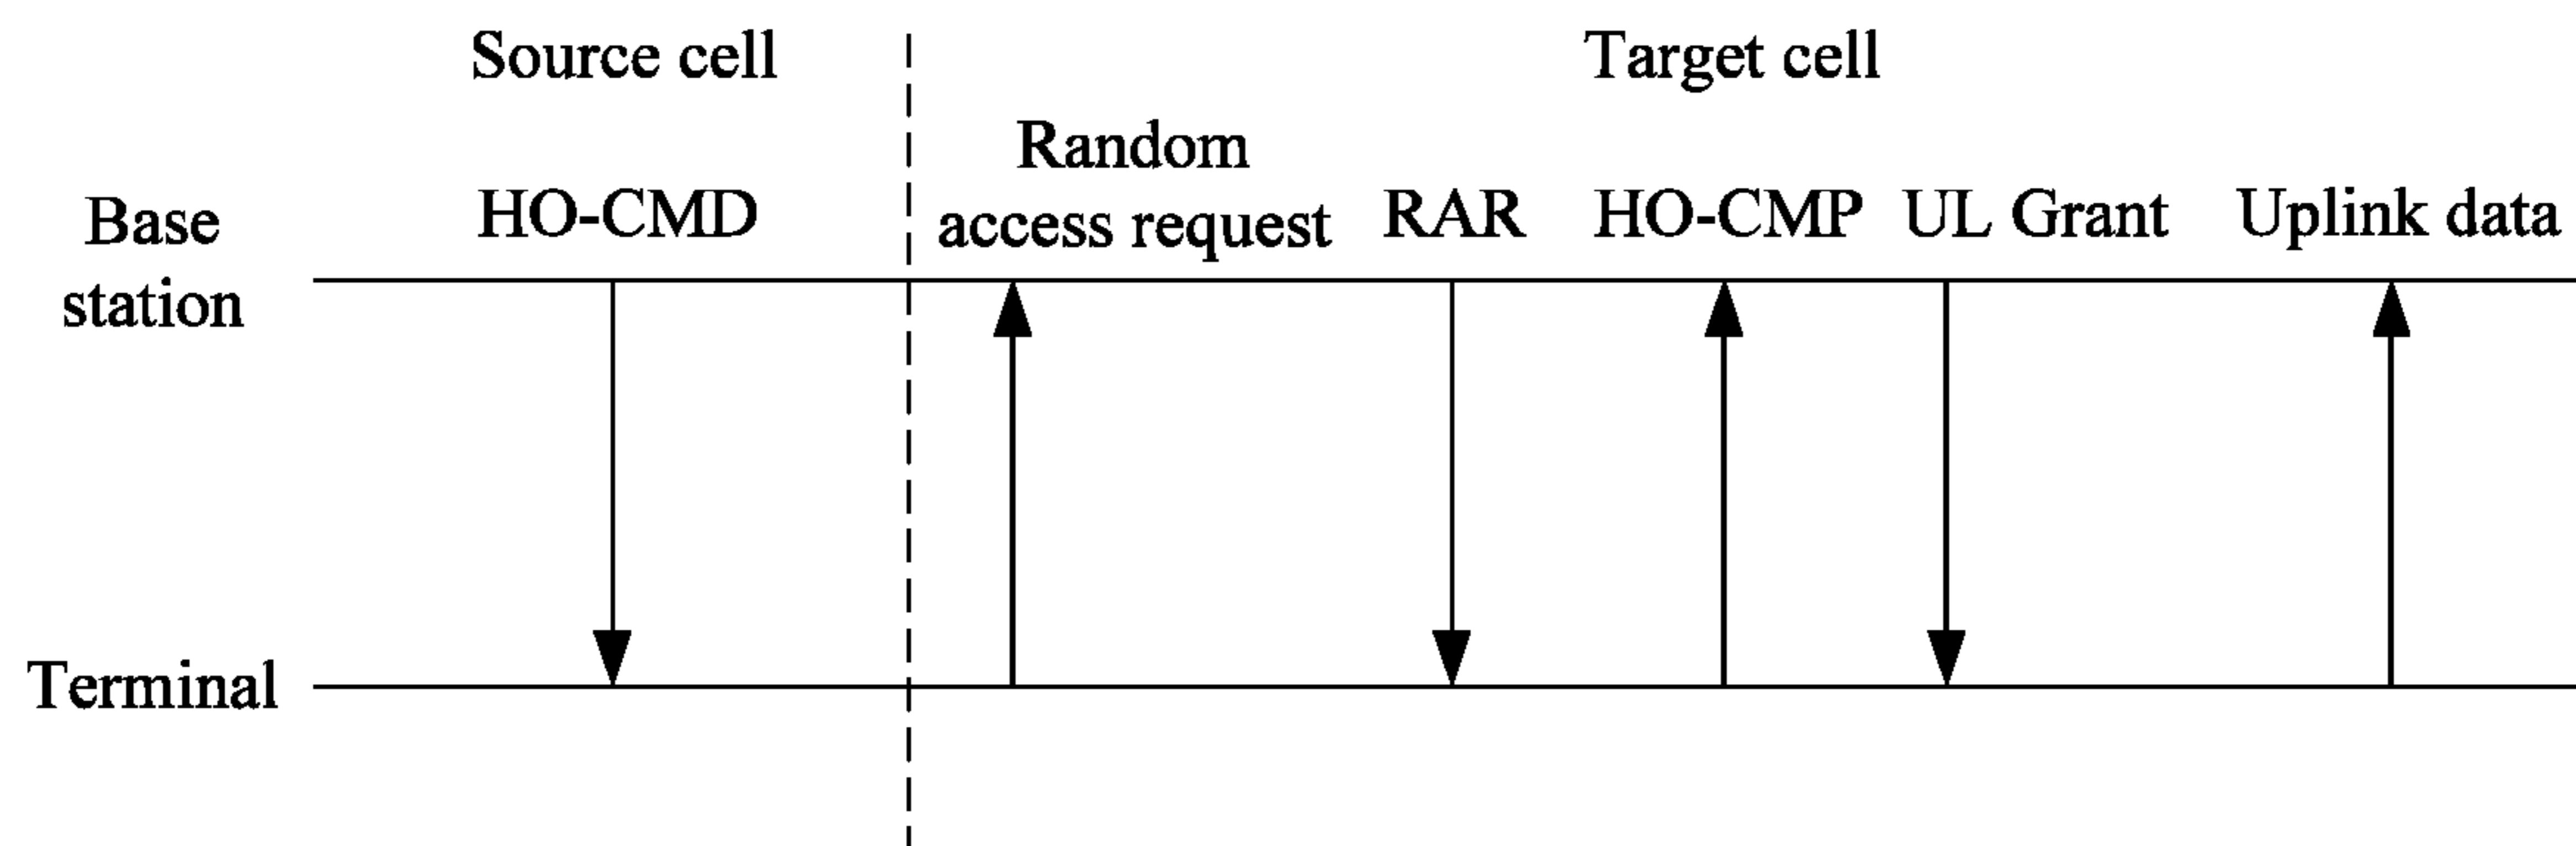 Source cell
Target cell
Base
station
HO-CMD
Random
access request
RAR
HO-CMP
UL Grant
Uplink data
Terminal